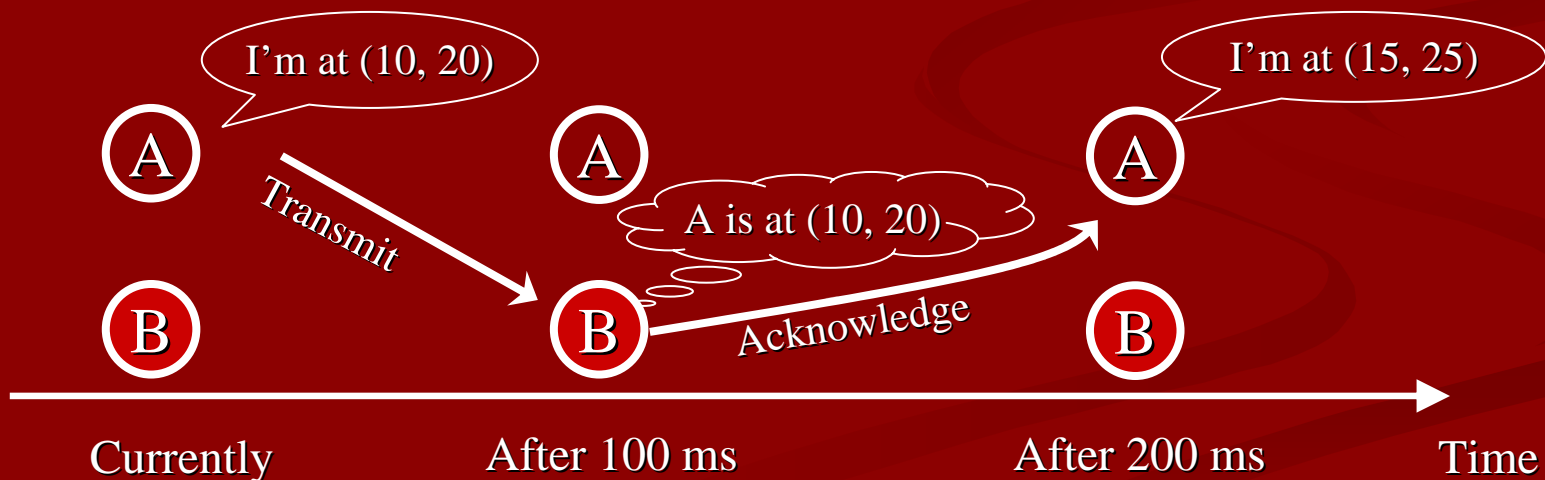 I’m at (10, 20)
I’m at (15, 25)
A
A
A
Transmit
A is at (10, 20)
B
B
Acknowledge
B
Currently
After 100 ms
After 200 ms
Time